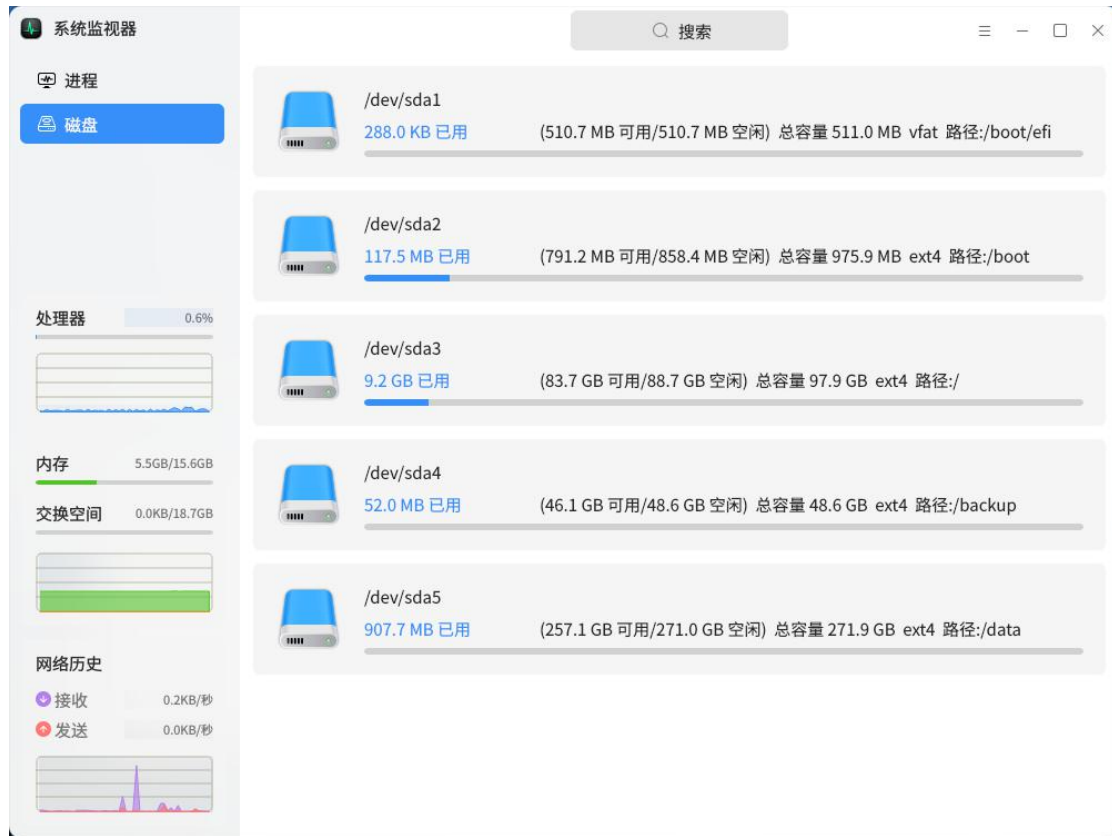 系统监视器
搜索
进程
磁盘
处理器 0.6%
内存 5.5GB/15.6GB
交换空间 0.0KB/18.7GB
网络历史
接收 0.2KB/秒
发送 0.0KB/秒
/dev/sda1
288.0 KB 已用 (510.7 MB 可用/510.7 MB 空闲) 总容量 511.0 MB vfat 路径:/boot/efi
/dev/sda2
117.5 MB 已用 (791.2 MB 可用/858.4 MB 空闲) 总容量 975.9 MB ext4 路径:/boot
/dev/sda3
9.2 GB 已用 (83.7 GB 可用/88.7 GB 空闲) 总容量 97.9 GB ext4 路径:/
/dev/sda4
52.0 MB 已用 (46.1 GB 可用/48.6 GB 空闲) 总容量 48.6 GB ext4 路径:/backup
/dev/sda5
907.7 MB 已用 (257.1 GB 可用/271.0 GB 空闲) 总容量 271.9 GB ext4 路径:/data